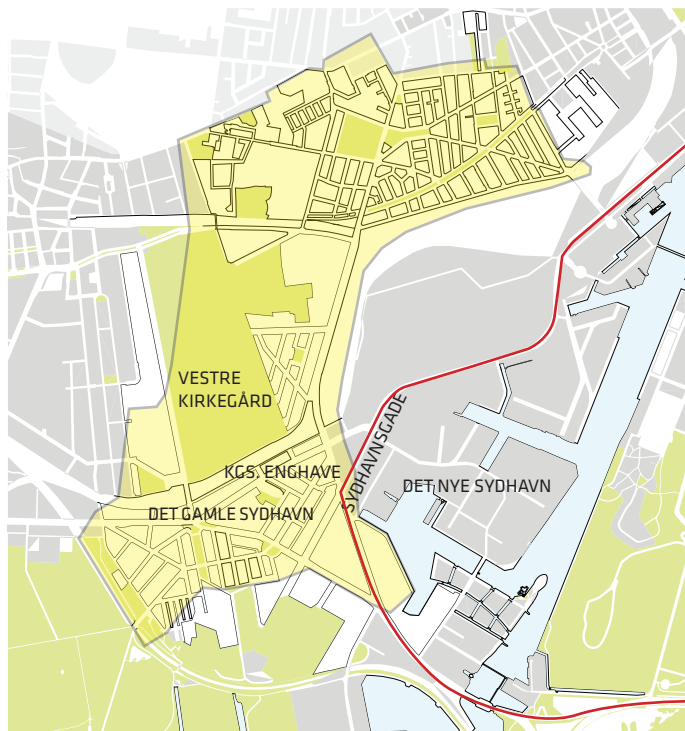 VESTRE
KIRKEGÅRD
KGS. ENGHAVE
SYDHAVNSGADE
DET NYE SYDHAVN
DET GAMLE SYDHAVN